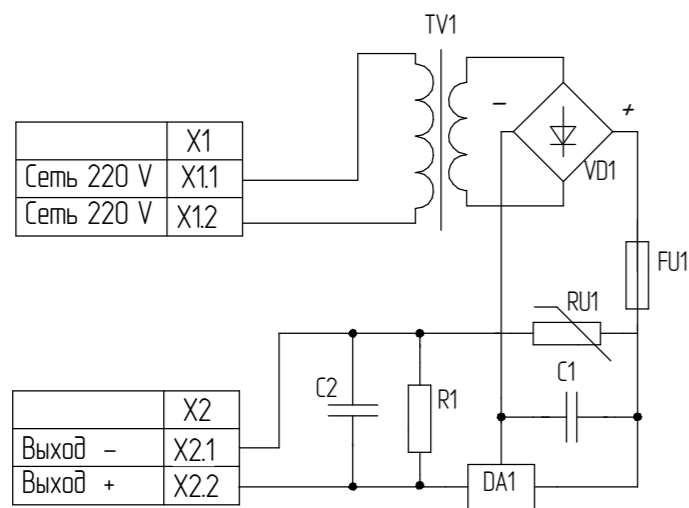 TV1
X1
Сеть 220 V X1.1
Сеть 220 V X1.2
- +
VD1
FU1
RU1
C1
C2
R1
X2
Выход - X2.1
Выход + X2.2
DA1